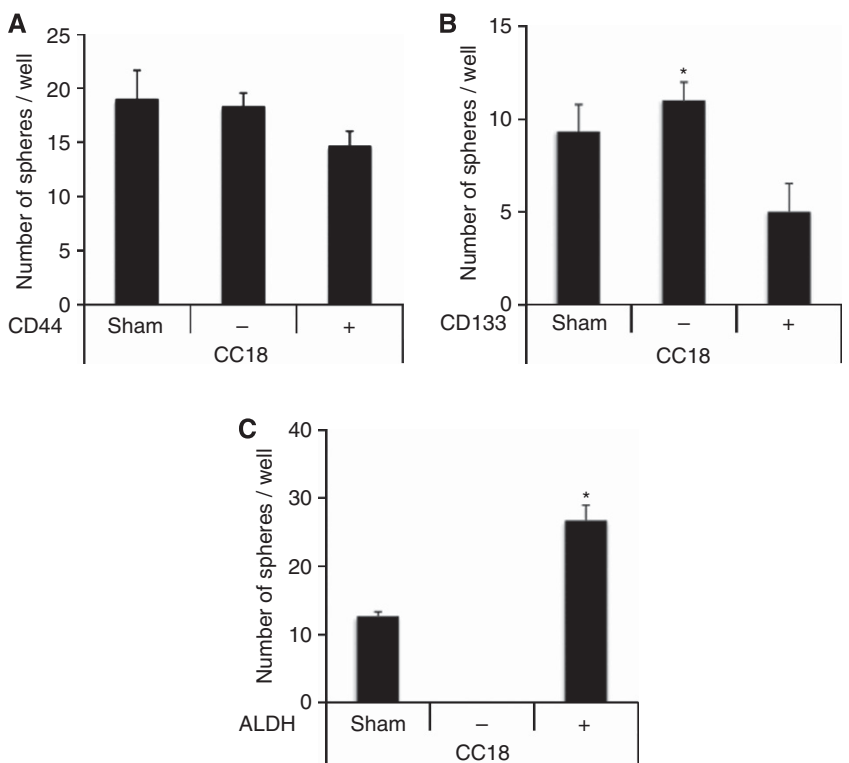 A
Number of spheres / well
25
20
15
10
5
0
CD44 Sham – +
CC18
B
Number of spheres / well
15
*
10
5
0
CD133 Sham – +
CC18
C
Number of spheres / well
40
30
*
20
10
0
ALDH Sham – +
CC18